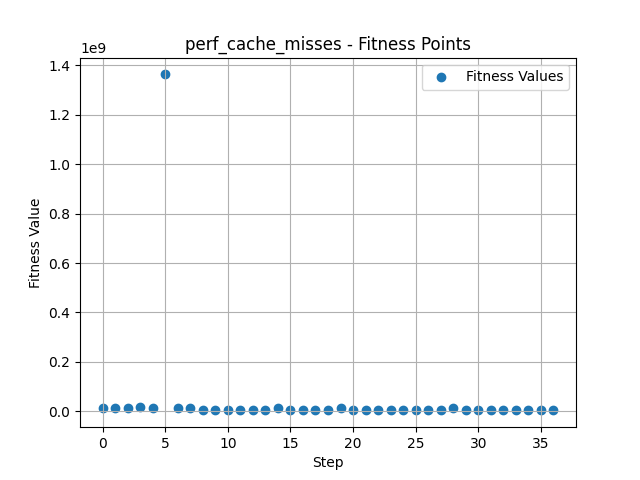 perf_cache_misses - Fitness Points
1e9
Fitness Values
1.4
1.2
1.0
0.8
0.6
0.4
0.2
0.0
Fitness Value
0 5 10 15 20 25 30 35
Step